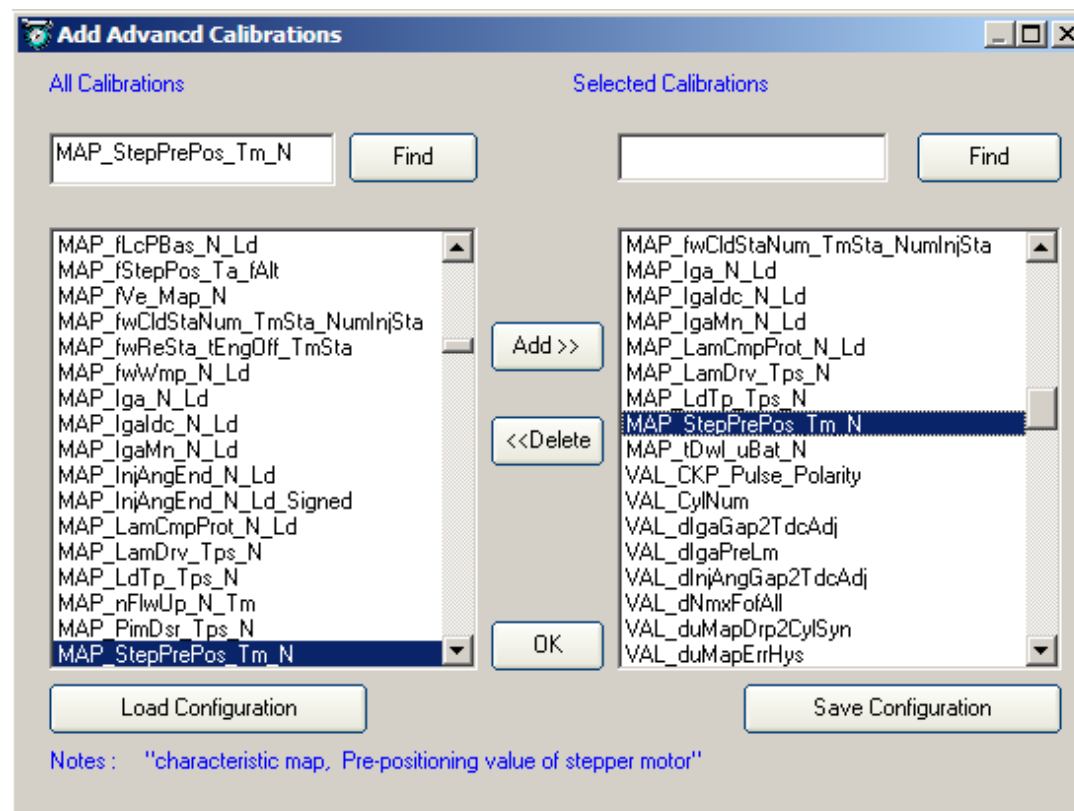 Add Advancd Calibrations
All Calibrations
Selected Calibrations
MAP_StepPrePos_Tm_N
Find
Find
MAP_fLcPBas_N_Ld
MAP_fStepPos_Ta_fAlt
MAP_fVe_Map_N
MAP_fwCldStaNum_TmSta_NumInjSta
MAP_fwReSta_tEngOff_TmSta
MAP_fwWmp_N_Ld
MAP_Iga_N_Ld
MAP_IgaIdc_N_Ld
MAP_IgaMn_N_Ld
MAP_InjAngEnd_N_Ld
MAP_InjAngEnd_N_Ld_Signed
MAP_LamCmpProt_N_Ld
MAP_LamDrv_Tps_N
MAP_LdTp_Tps_N
MAP_nFlwUp_N_Tm
MAP_PimDsr_Tps_N
MAP_StepPrePos_Tm_N
Add >>
<<Delete
OK
MAP_fwCldStaNum_TmSta_NumInjSta
MAP_Iga_N_Ld
MAP_IgaIdc_N_Ld
MAP_IgaMn_N_Ld
MAP_LamCmpProt_N_Ld
MAP_LamDrv_Tps_N
MAP_LdTp_Tps_N
MAP_StepPrePos_Tm_N
MAP_tDwl_uBat_N
VAL_CKP_Pulse_Polarity
VAL_CylNum
VAL_dIgaGap2TdcAdj
VAL_dIgaPreLm
VAL_dInjAngGap2TdcAdj
VAL_dNmxFofAll
VAL_duMapDrp2CylSyn
VAL_duMapErrHys
Load Configuration
Save Configuration
Notes : "characteristic map, Pre-positioning value of stepper motor"